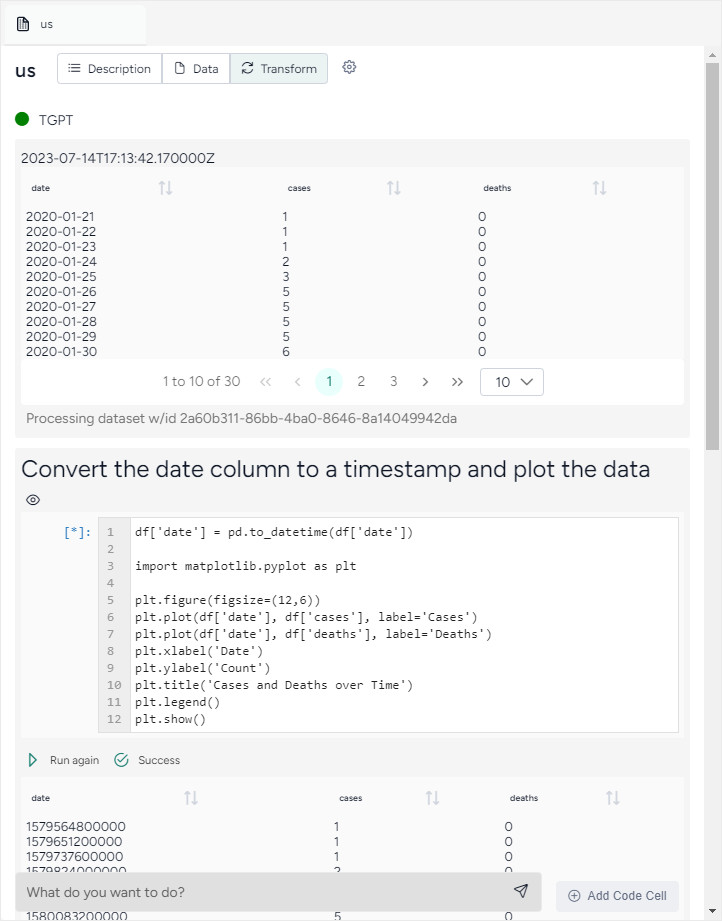 us
us
Description
Data
Transform
TGPT
2023-07-14T17:13:42.170000Z
date cases deaths
2020-01-21 1 0
2020-01-22 1 0
2020-01-23 1 0
2020-01-24 2 0
2020-01-25 3 0
2020-01-26 5 0
2020-01-27 5 0
2020-01-28 5 0
2020-01-29 5 0
2020-01-30 6 0
1 to 10 of 30 « ‹ 1 2 3 › » 10
Processing dataset w/id 2a60b311-86bb-4ba0-8646-8a14049942da
Convert the date column to a timestamp and plot the data
[*]:
1 df['date'] = pd.to_datetime(df['date'])
2
3 import matplotlib.pyplot as plt
4
5 plt.figure(figsize=(12,6))
6 plt.plot(df['date'], df['cases'], label='Cases')
7 plt.plot(df['date'], df['deaths'], label='Deaths')
8 plt.xlabel('Date')
9 plt.ylabel('Count')
10 plt.title('Cases and Deaths over Time')
11 plt.legend()
12 plt.show()
Run again Success
date cases deaths
1579564800000 1 0
1579651200000 1 0
1579737600000 1 0
1579824000000 2 0
What do you want to do?
Add Code Cell
1580083200000 5 0